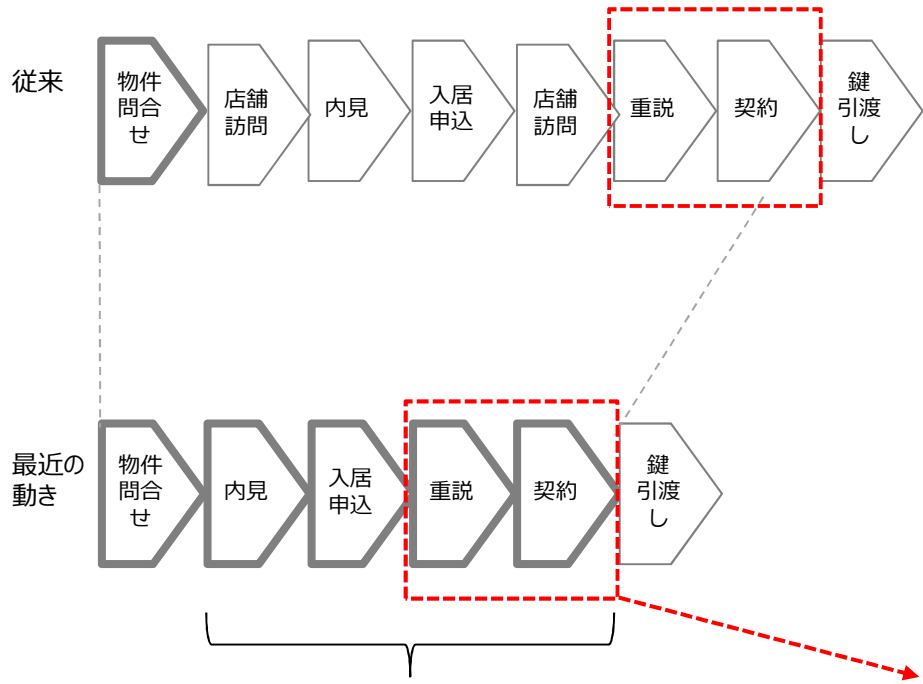 従来
物件
問合
せ
店舗
訪問
内見
入居
申込
店舗
訪問
重説
契約
鍵
引渡
し
最近の
動き
物件
問合
せ
内見
入居
申込
重説
契約
鍵
引渡
し